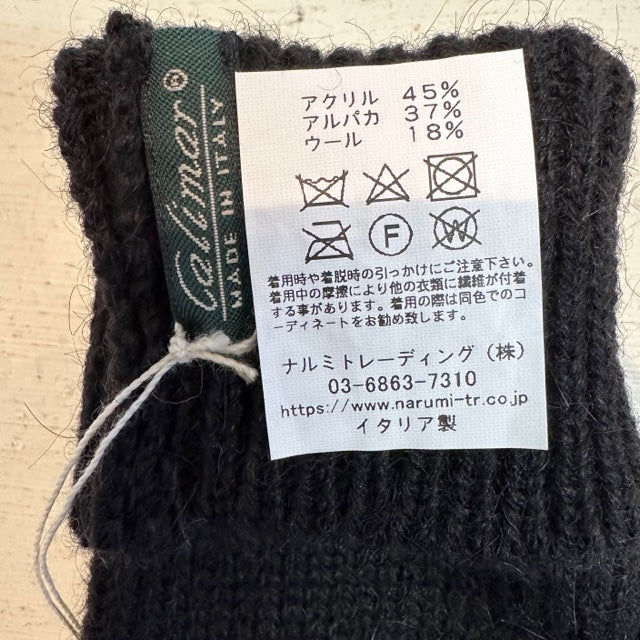 Calimar®
MADE IN ITALY
アクリル 45%
アルパカ 37%
ウール 18%
F
W
着用時や着脱時の引っかけにご注意下さい。
着用中の摩擦により他の衣類に繊維が付着
する事があります。着用の際は同色でのコ
ーディネートをお勧め致します。
ナルミトレーディング（株）
03-6863-7310
https://www.narumi-tr.co.jp
イタリア製